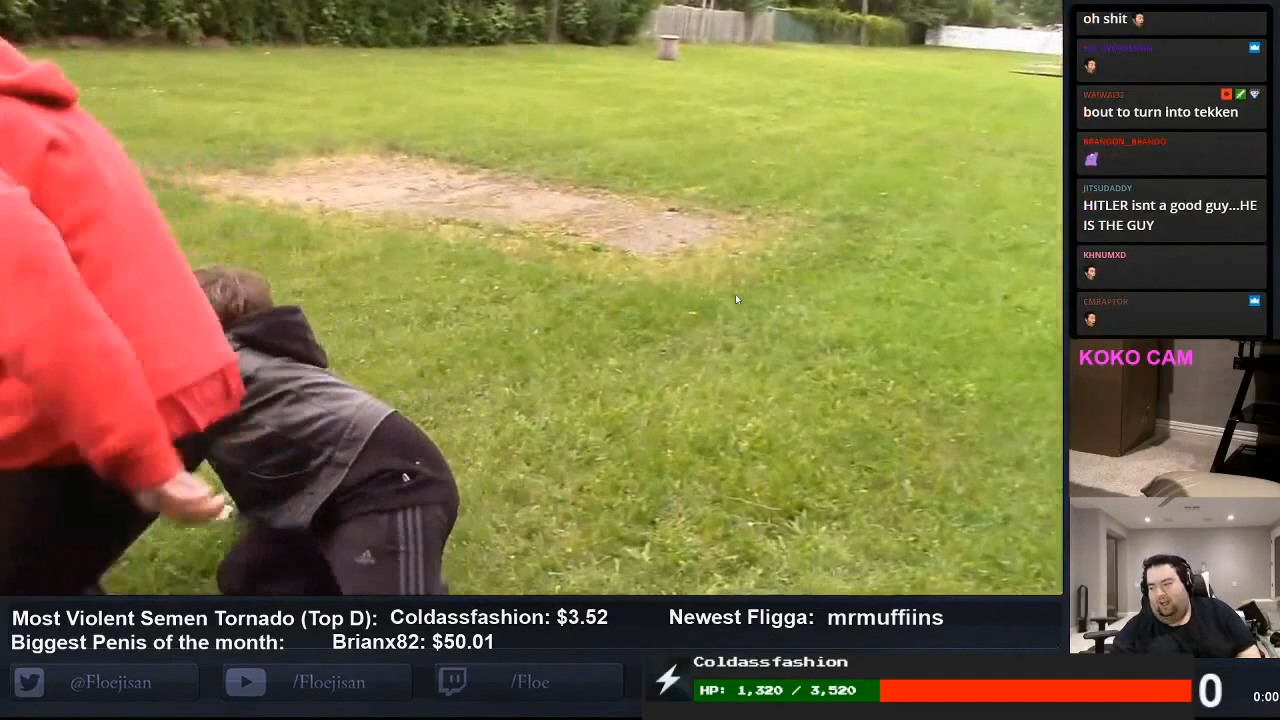 oh shit
WAIWAI33
bout to turn into tekken
BRANDON_BRANDO
JITSUDADDY
HITLER isnt a good guy...HE
IS THE GUY
KHNUMXD
CMRAPTOR
KOKO CAM
Most Violent Semen Tornado (Top D): Coldassfashion: $3.52
Newest Fligga: mrmuffiins
Biggest Penis of the month: Brianx82: $50.01
@Floejisan
/Floejisan
/Floe
Coldassfashion
HP: 1,320 / 3,520
0
0:00